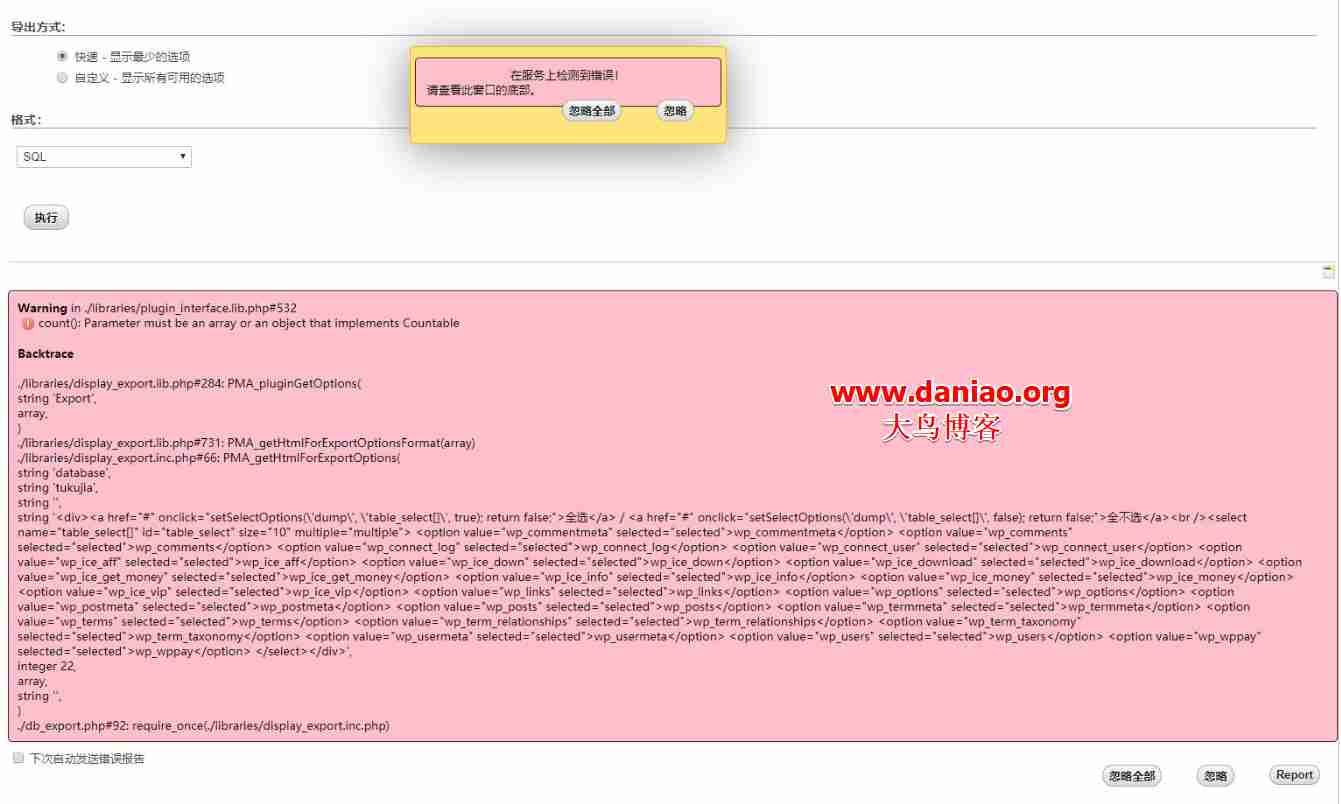 导出方式：
快速 - 显示最少的选项
自定义 - 显示所有可用的选项
在服务上检测到错误！
请查看此窗口的底部。
忽略全部 忽略
格式：
SQL
执行
Warning in ./libraries/plugin_interface.lib.php#532
count(): Parameter must be an array or an object that implements Countable
Backtrace
./libraries/display_export.lib.php#284: PMA_pluginGetOptions(
string 'Export',
array,
)
./libraries/display_export.lib.php#731: PMA_getHtmlForExportOptionsFormat(array)
./libraries/display_export.inc.php#66: PMA_getHtmlForExportOptions(
string 'database',
string 'tukujia',
string '',
string '<div><a href="#" onclick="setSelectOptions(\'dump\', \'table_select[]\', true); return false;">全选</a> / <a href="#" onclick="setSelectOptions(\'dump\', \'table_select[]\', false); return false;">全不选</a><br /><select
name="table_select[]" id="table_select" size="10" multiple="multiple"> <option value="wp_commentmeta" selected="selected">wp_commentmeta</option> <option value="wp_comments"
selected="selected">wp_comments</option> <option value="wp_connect_log" selected="selected">wp_connect_log</option> <option value="wp_connect_user" selected="selected">wp_connect_user</option> <option
value="wp_ice_aff" selected="selected">wp_ice_aff</option> <option value="wp_ice_down" selected="selected">wp_ice_down</option> <option value="wp_ice_download" selected="selected">wp_ice_download</option> <option
value="wp_ice_get_money" selected="selected">wp_ice_get_money</option> <option value="wp_ice_info" selected="selected">wp_ice_info</option> <option value="wp_ice_money" selected="selected">wp_ice_money</option>
<option value="wp_ice_vip" selected="selected">wp_ice_vip</option> <option value="wp_links" selected="selected">wp_links</option> <option value="wp_options" selected="selected">wp_options</option> <option
value="wp_postmeta" selected="selected">wp_postmeta</option> <option value="wp_posts" selected="selected">wp_posts</option> <option value="wp_termmeta" selected="selected">wp_termmeta</option> <option
value="wp_terms" selected="selected">wp_terms</option> <option value="wp_term_relationships" selected="selected">wp_term_relationships</option> <option value="wp_term_taxonomy"
selected="selected">wp_term_taxonomy</option> <option value="wp_usermeta" selected="selected">wp_usermeta</option> <option value="wp_users" selected="selected">wp_users</option> <option value="wp_wppay"
selected="selected">wp_wppay</option> </select></div>',
integer 22,
array,
string '',
)
./db_export.php#92: require_once(./libraries/display_export.inc.php)
www.daniao.org
大鸟博客
下次自动发送错误报告
忽略全部 忽略 Report